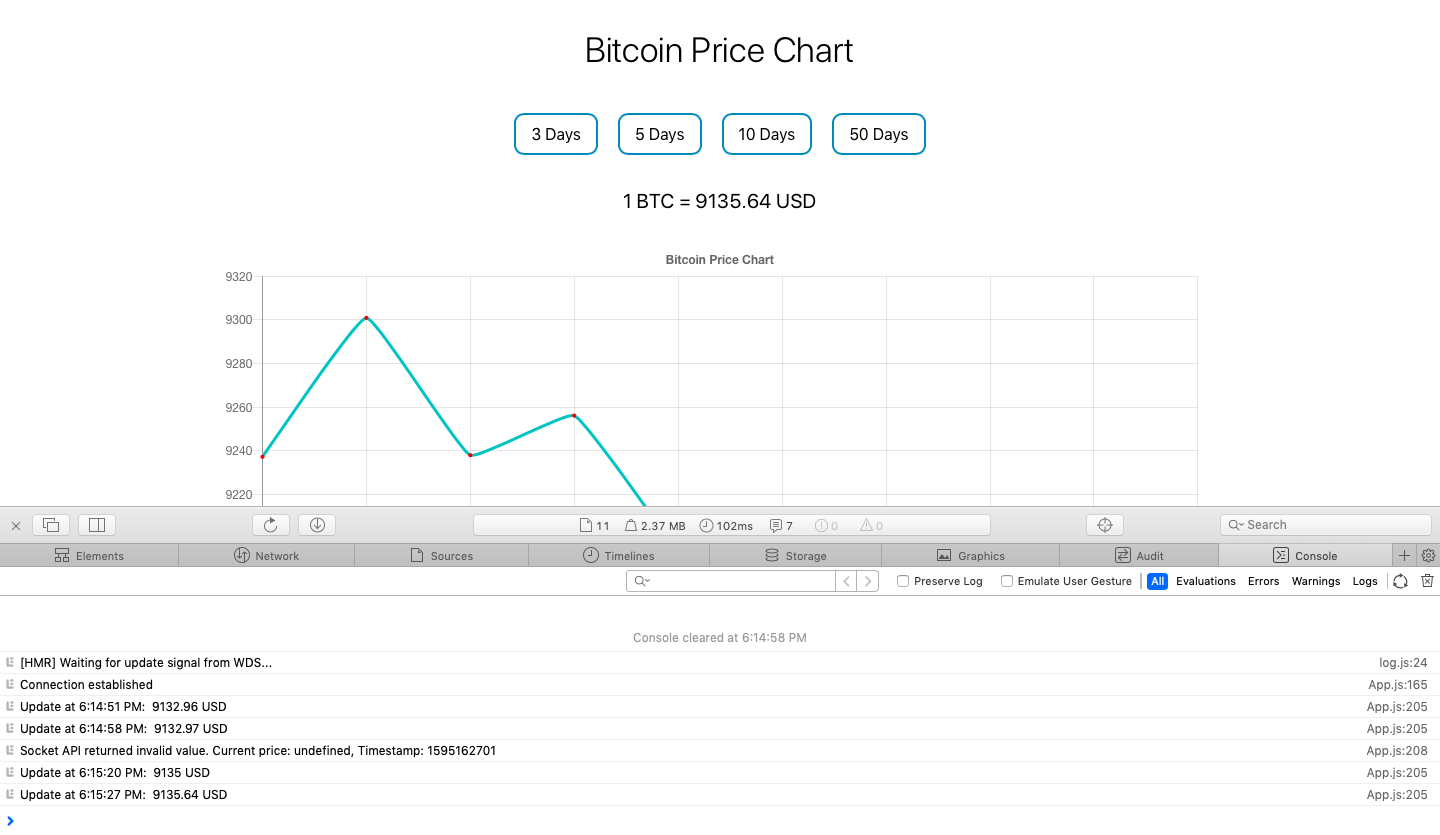 Bitcoin Price Chart
3 Days 5 Days 10 Days 50 Days
1 BTC = 9135.64 USD
Bitcoin Price Chart
9320
9300
9280
9260
9240
9220
11 2.37 MB 102ms 7 0 0 Search
Elements Network Sources Timelines Storage Graphics Audit Console
Preserve Log Emulate User Gesture All Evaluations Errors Warnings Logs
Console cleared at 6:14:58 PM
[HMR] Waiting for update signal from WDS... log.js:24
Connection established App.js:165
Update at 6:14:51 PM:  9132.96 USD App.js:205
Update at 6:14:58 PM:  9132.97 USD App.js:205
Socket API returned invalid value. Current price: undefined, Timestamp: 1595162701 App.js:208
Update at 6:15:20 PM:  9135 USD App.js:205
Update at 6:15:27 PM:  9135.64 USD App.js:205